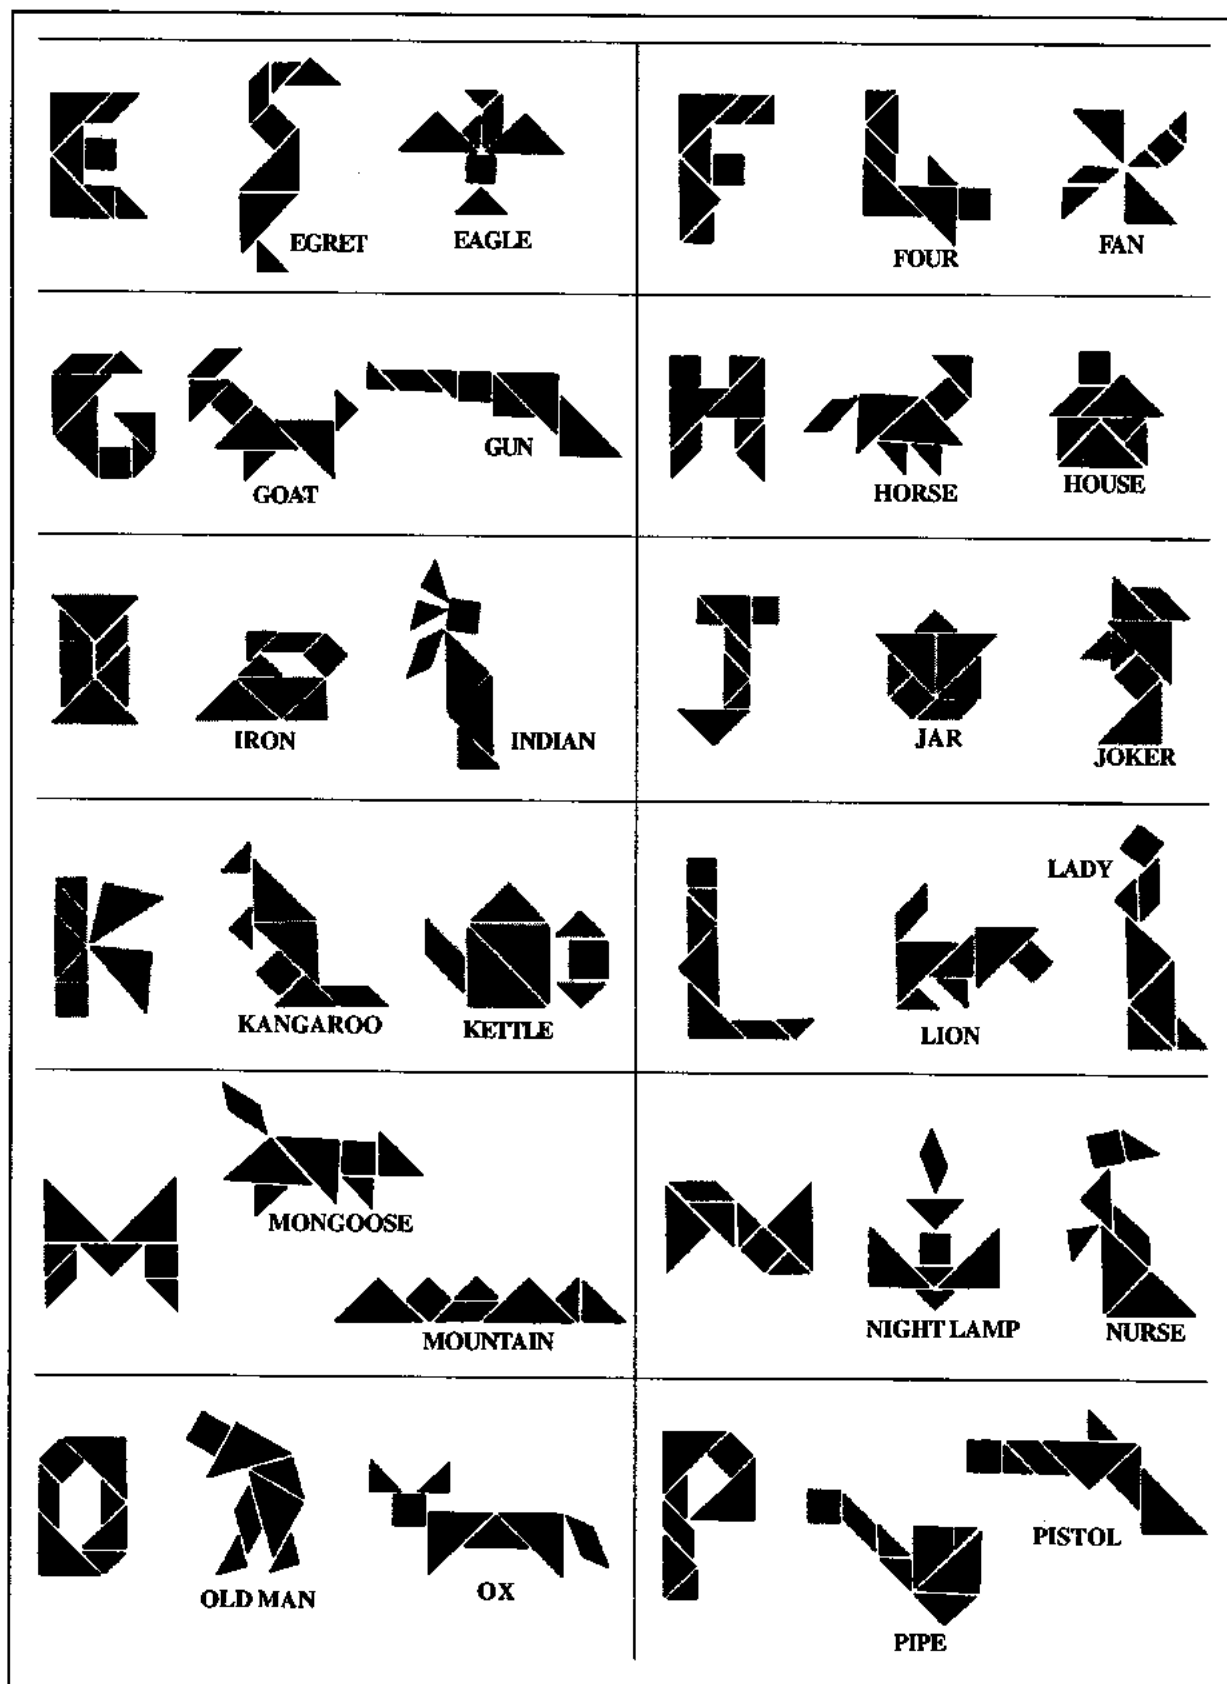 E
EGRET
EAGLE
F
FOUR
FAN
G
GOAT
GUN
H
HORSE
HOUSE
I
IRON
INDIAN
J
JAR
JOKER
K
KANGAROO
KETTLE
L
LION
LADY
M
MONGOOSE
MOUNTAIN
N
NIGHT LAMP
NURSE
O
OLD MAN
OX
P
PIPE
PISTOL